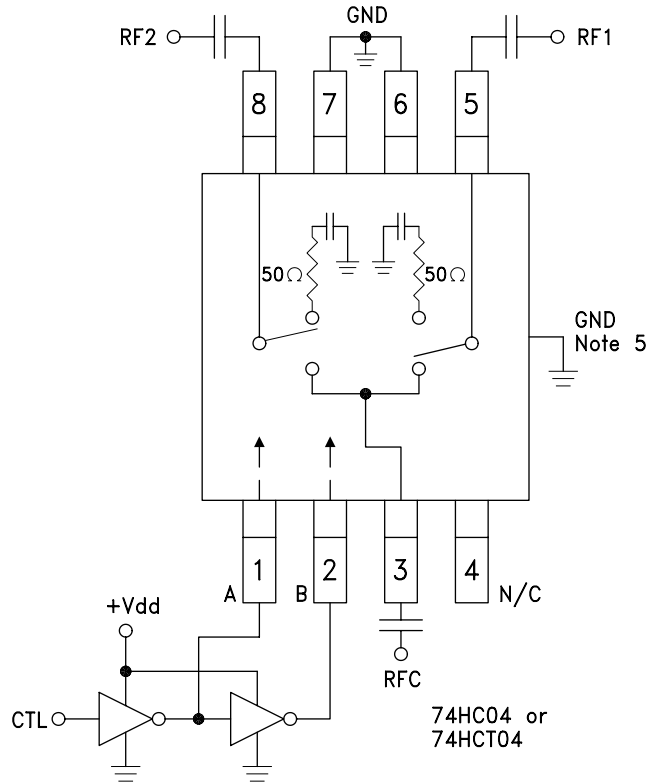 GND
RF2
RF1
8
7
6
5
50Ω
50Ω
GND
Note 5
A
1
B
2
3
4
N/C
+Vdd
RFC
CTL
74HC04 or
74HCT04